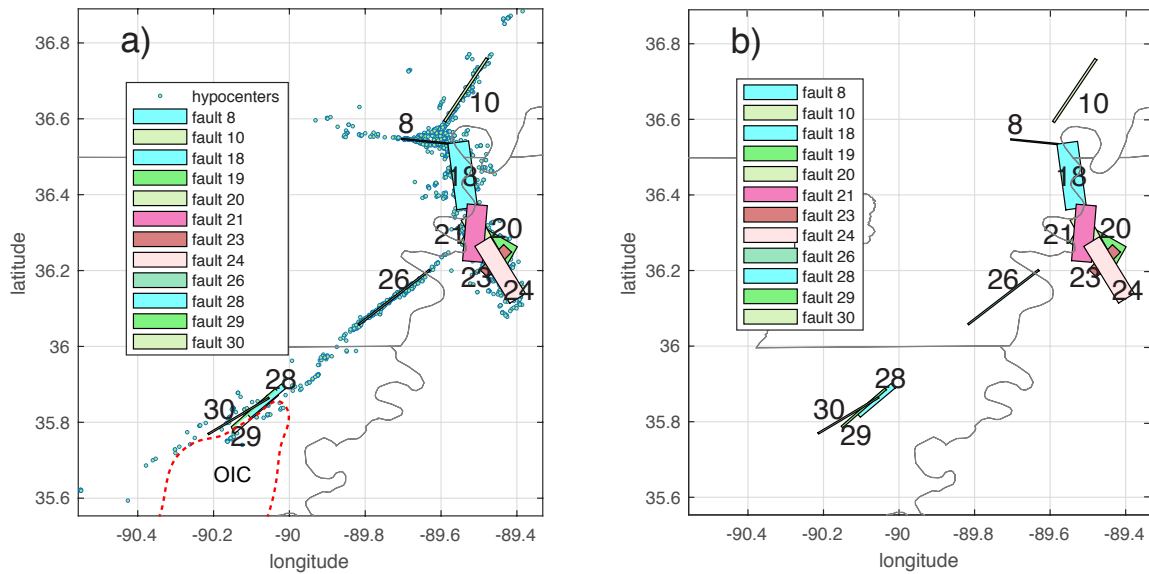 a)
36.8
36.6
36.4
36.2
36
35.8
35.6
latitude
hypocenters
fault 8
fault 10
fault 18
fault 19
fault 20
fault 21
fault 23
fault 24
fault 26
fault 28
fault 29
fault 30
10
8
18
21
20
23
24
26
28
30
29
OIC
-90.4
-90.2
-90
-89.8
-89.6
-89.4
longitude
b)
36.8
36.6
36.4
36.2
36
35.8
35.6
latitude
fault 8
fault 10
fault 18
fault 19
fault 20
fault 21
fault 23
fault 24
fault 26
fault 28
fault 29
fault 30
10
8
18
21
20
23
24
26
28
30
29
-90.4
-90.2
-90
-89.8
-89.6
-89.4
longitude